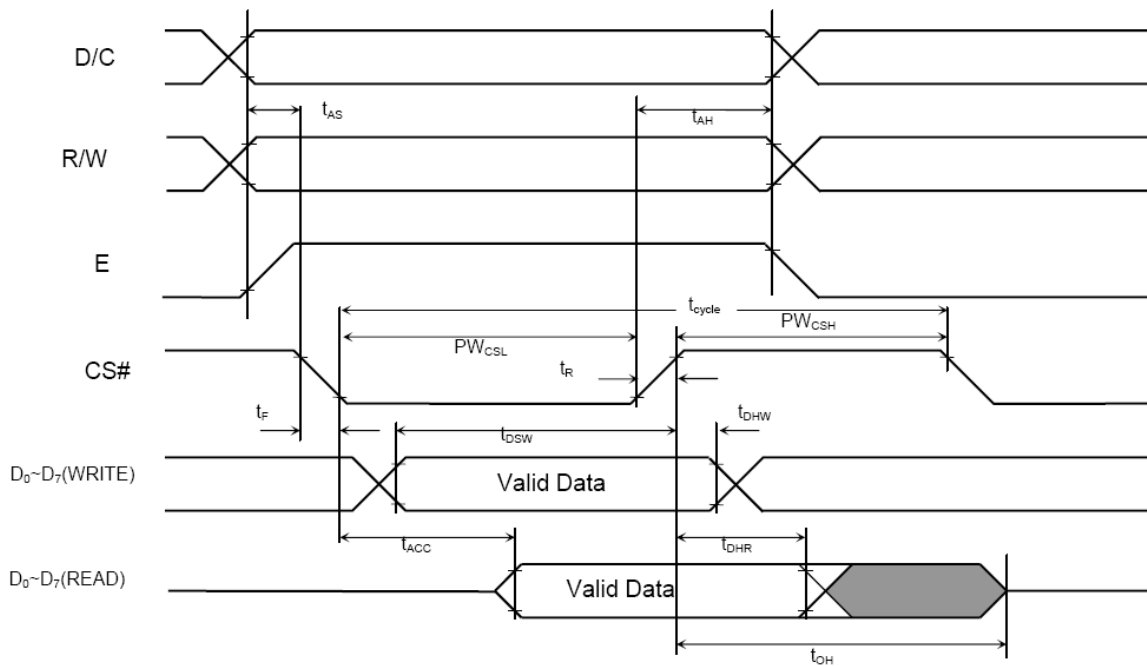 D/C
tAS
tAH
R/W
E
tcycle
PWCSL
PWCSH
CS#
tR
tF
tDSW
tDHW
D0~D7(WRITE)
Valid Data
tACC
tDHR
D0~D7(READ)
Valid Data
tOH